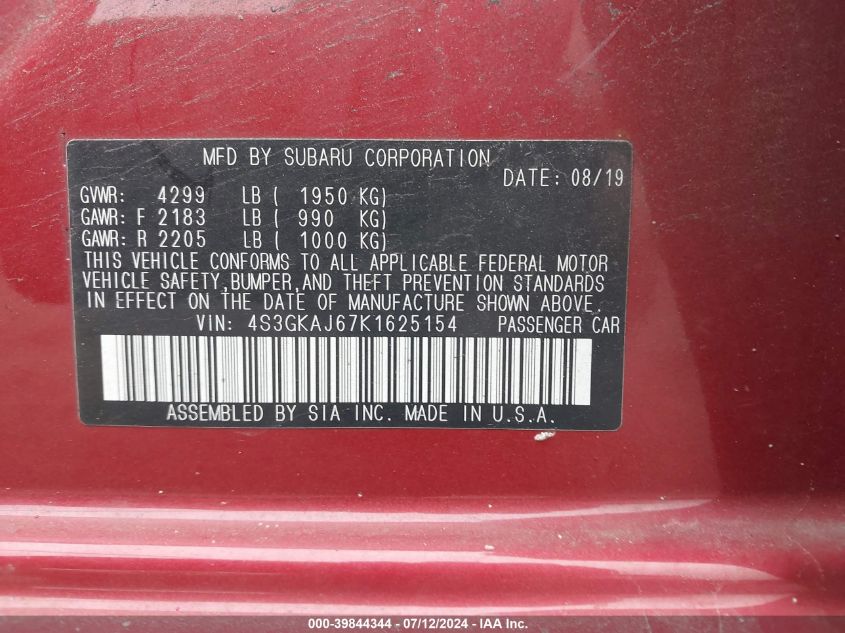 MFD BY SUBARU CORPORATION
DATE: 08/19
GVWR: 4299 LB ( 1950 KG)
GAWR: F 2183 LB ( 990 KG)
GAWR: R 2205 LB ( 1000 KG)
THIS VEHICLE CONFORMS TO ALL APPLICABLE FEDERAL MOTOR
VEHICLE SAFETY,BUMPER,AND THEFT PREVENTION STANDARDS
IN EFFECT ON THE DATE OF MANUFACTURE SHOWN ABOVE.
VIN: 4S3GKAJ67K1625154 PASSENGER CAR
ASSEMBLED BY SIA INC. MADE IN U.S.A.
000-39844344 - 07/12/2024 - IAA Inc.